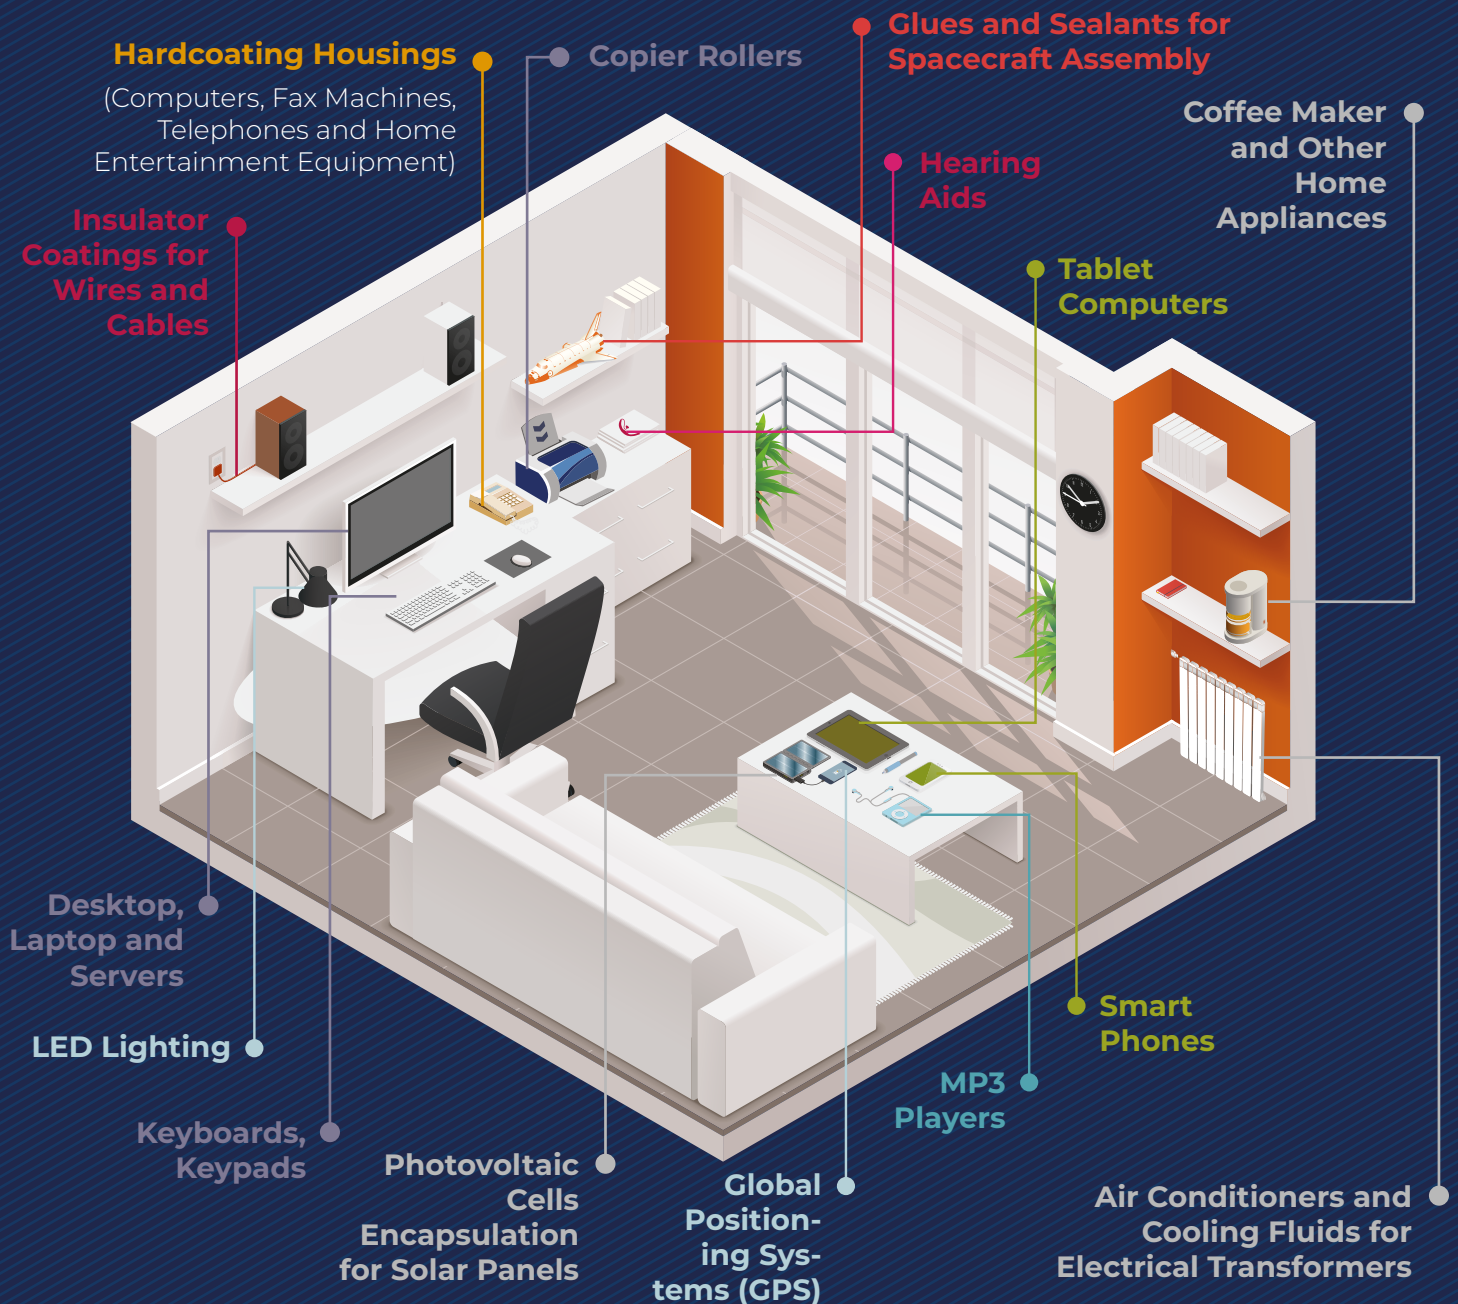 Hardcoating Housings
(Computers, Fax Machines,
Telephones and Home
Entertainment Equipment)
Copier Rollers
Glues and Sealants for
Spacecraft Assembly
Coffee Maker
and Other
Home
Appliances
Hearing
Aids
Insulator
Coatings for
Wires and
Cables
Tablet
Computers
Desktop,
Laptop and
Servers
LED Lighting
Keyboards,
Keypads
Photovoltaic
Cells
Encapsulation
for Solar Panels
Global
Position-
ing Sys-
tems (GPS)
MP3
Players
Smart
Phones
Air Conditioners and
Cooling Fluids for
Electrical Transformers